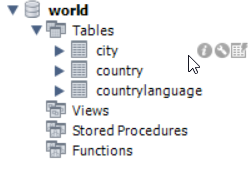 world
Tables
city
country
countrylanguage
Views
Stored Procedures
Functions